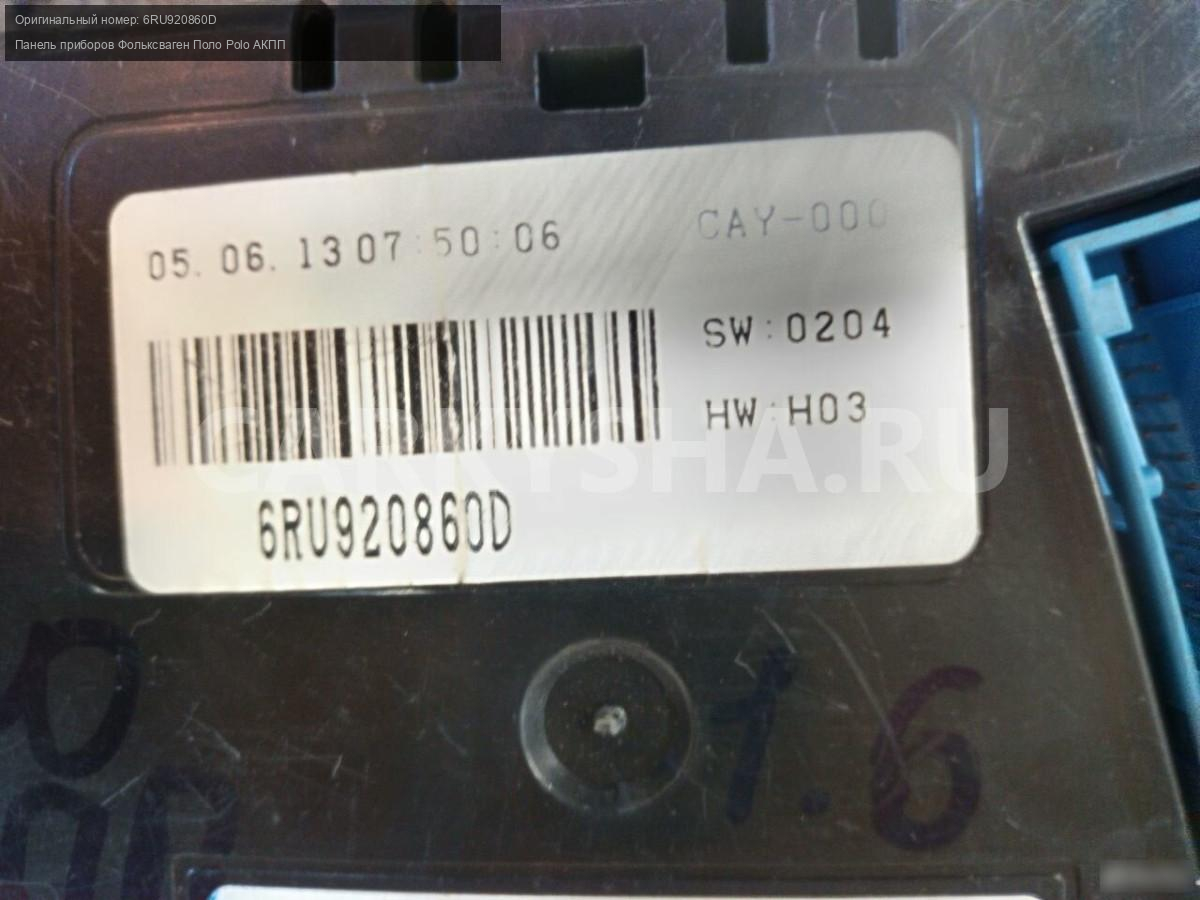 Оригинальный номер: 6RU920860D
Панель приборов Фольксваген Поло Polo АКПП
05.06.13 07:50:06 CAY-000
SW:0204
HW:H03
CARKYSHA.RU
6RU920860D
1.6